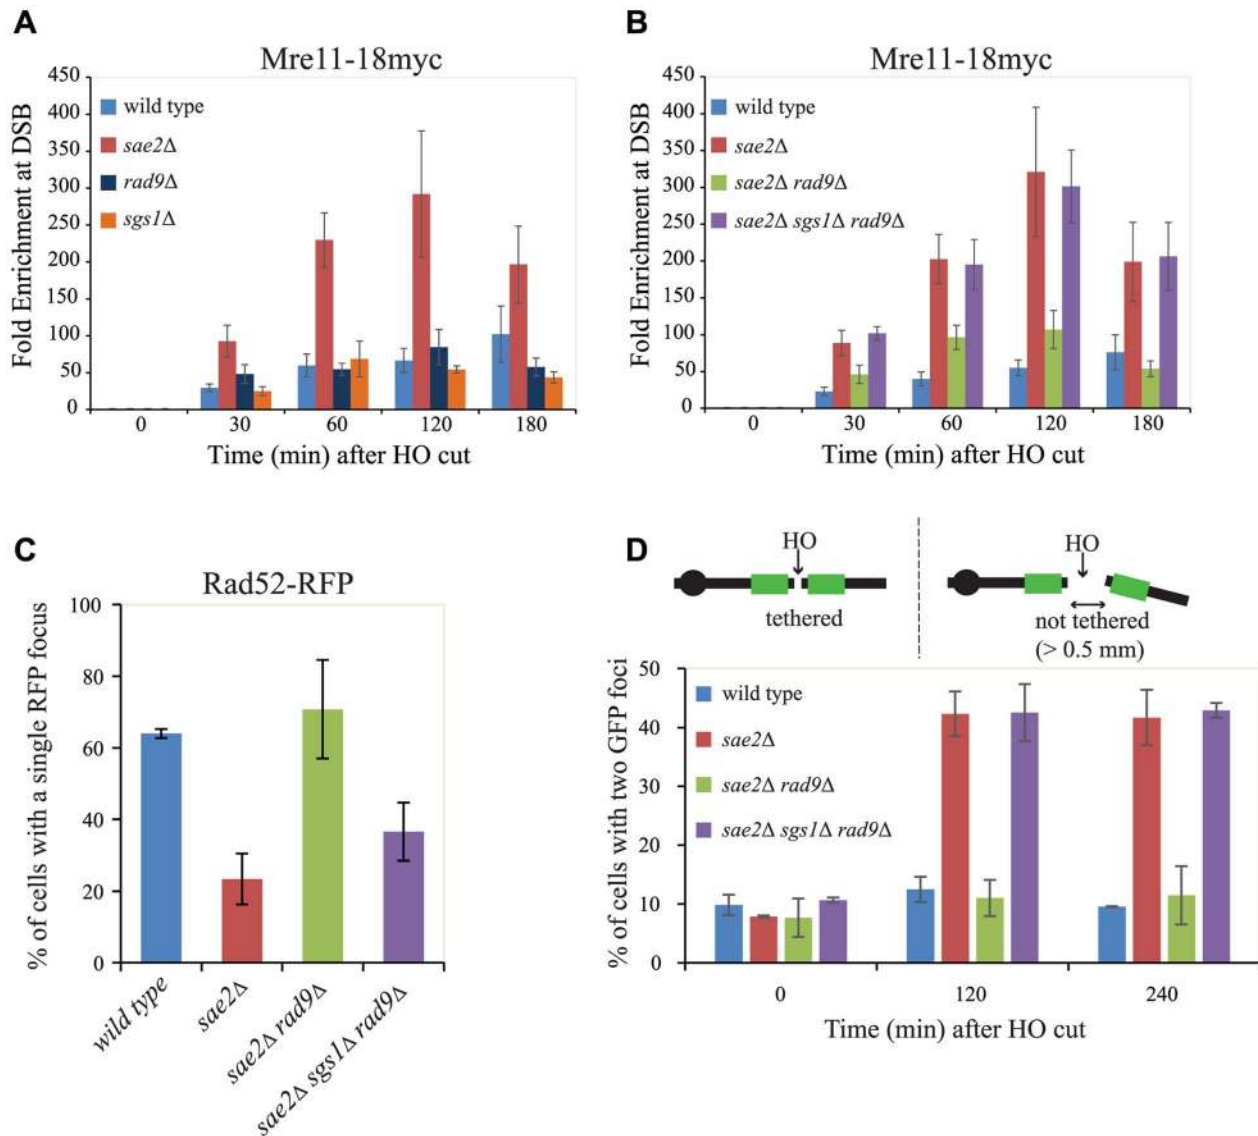 A
Mre11-18myc
Fold Enrichment at DSB
450
400
350
300
250
200
150
100
50
0
wild type
sae2Δ
rad9Δ
sgs1Δ
0 30 60 120 180
Time (min) after HO cut
B
Mre11-18myc
Fold Enrichment at DSB
450
400
350
300
250
200
150
100
50
0
wild type
sae2Δ
sae2Δ rad9Δ
sae2Δ sgs1Δ rad9Δ
0 30 60 120 180
Time (min) after HO cut
C
Rad52-RFP
% of cells with a single RFP focus
100
80
60
40
20
0
wild type
sae2Δ
sae2Δ rad9Δ
sae2Δ sgs1Δ rad9Δ
D
HO
tethered
HO
not tethered
(> 0.5 mm)
% of cells with two GFP foci
50
40
30
20
10
0
wild type
sae2Δ
sae2Δ rad9Δ
sae2Δ sgs1Δ rad9Δ
0 120 240
Time (min) after HO cut